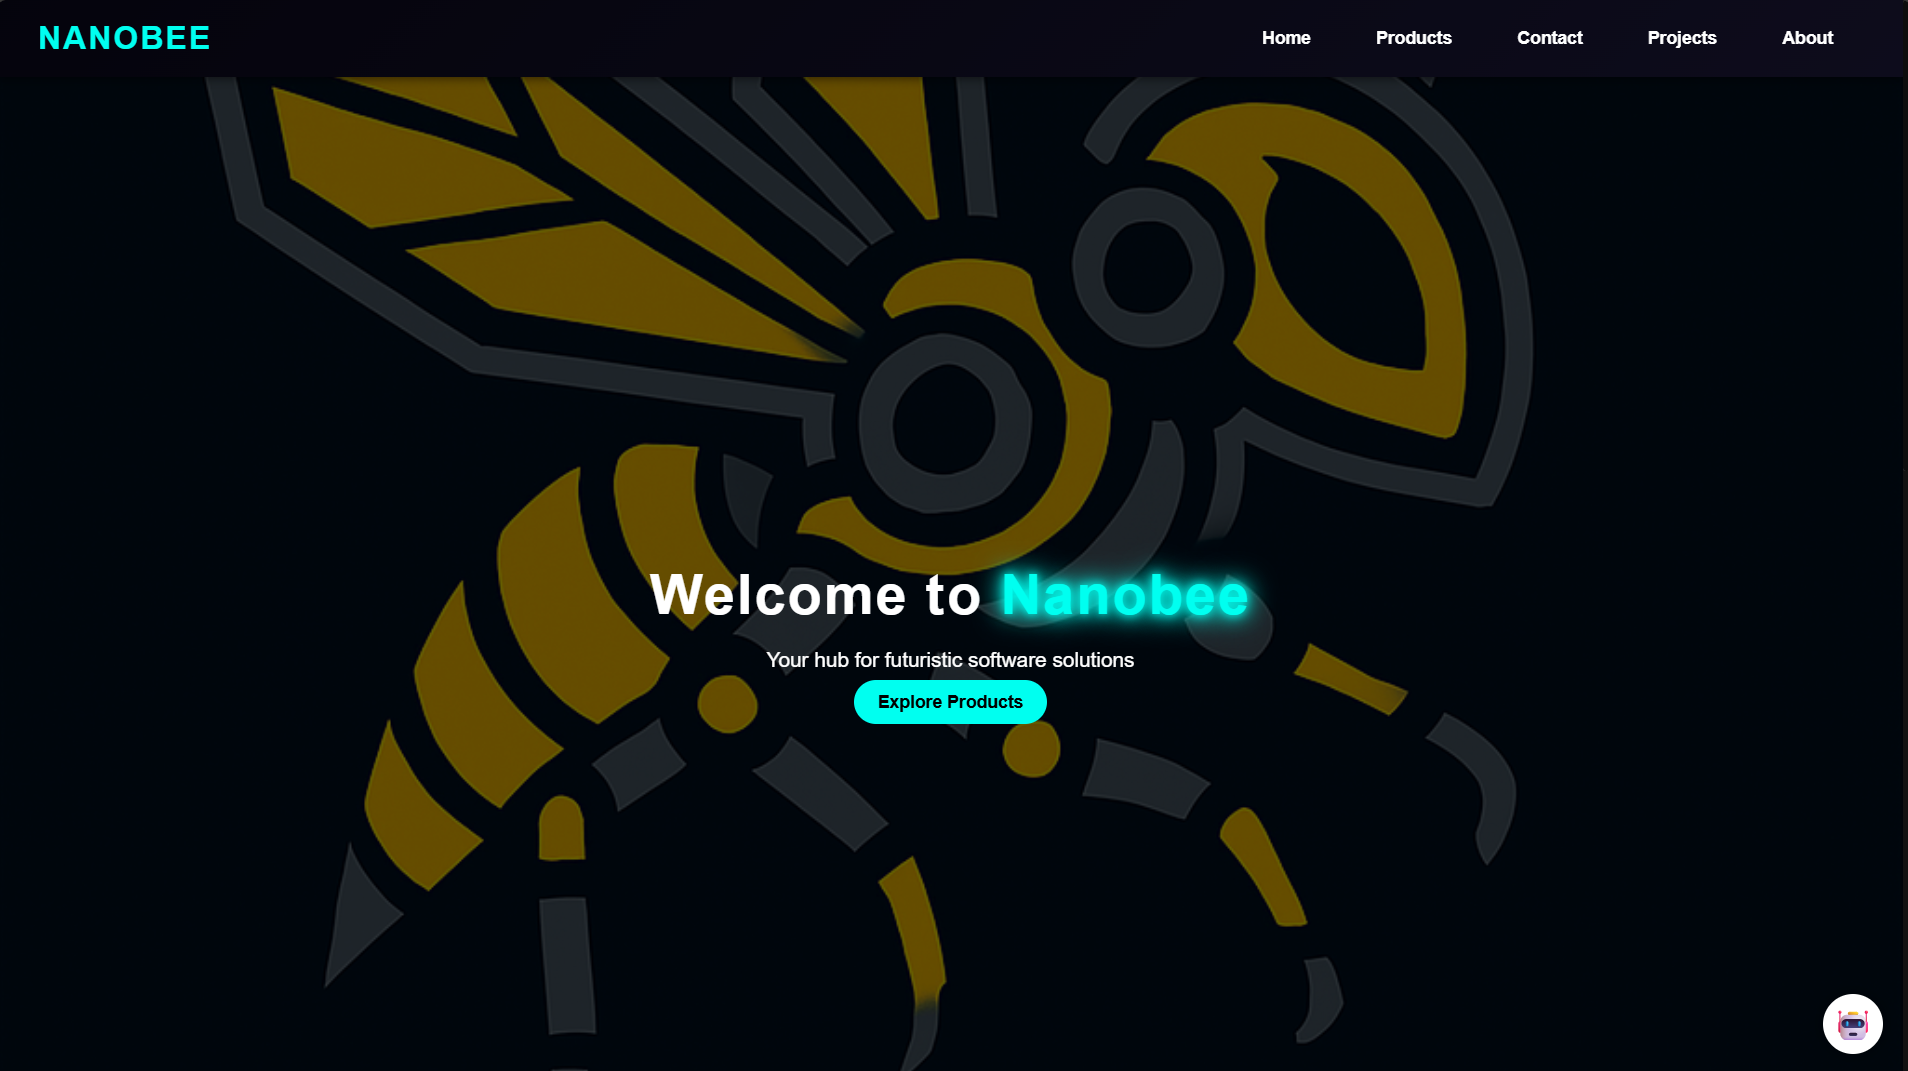 NANOBEE
Home Products Contact Projects About
Welcome to Nanobee
Your hub for futuristic software solutions
Explore Products